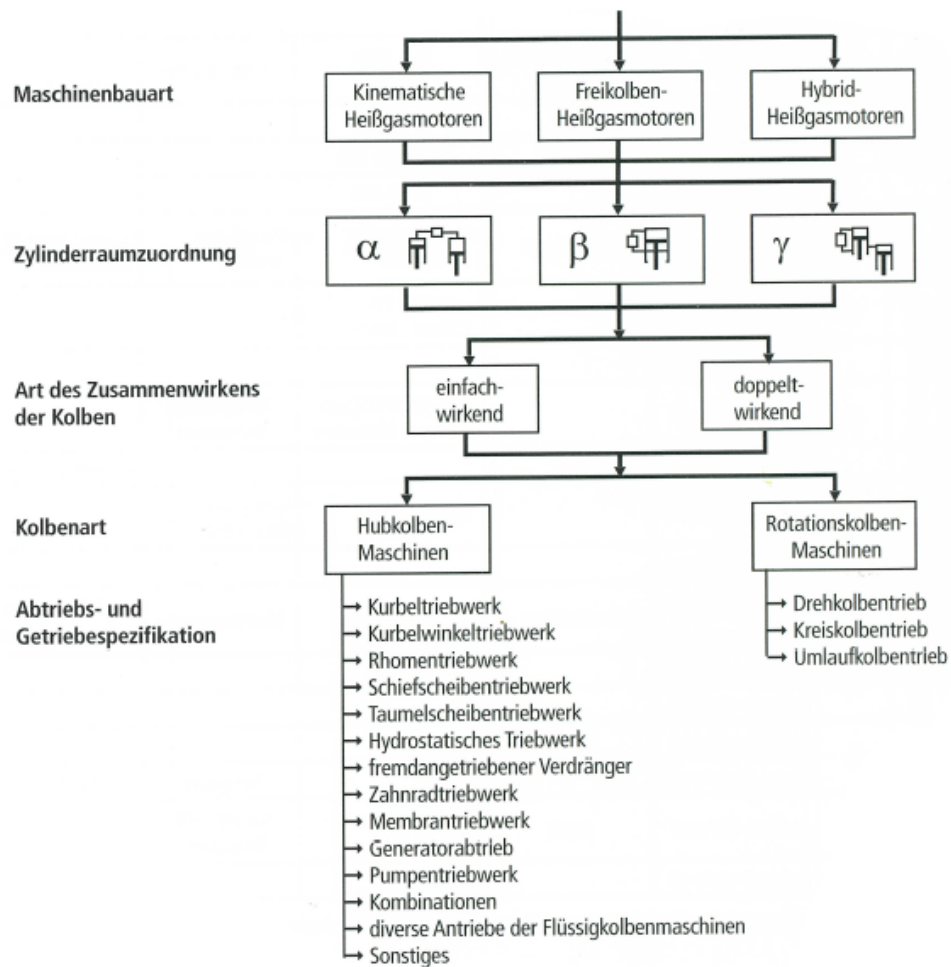 Maschinenbauart
Kinematische
Heißgasmotoren
Freikolben-
Heißgasmotoren
Hybrid-
Heißgasmotoren
Zylinderraumzuordnung
α
β
γ
Art des Zusammenwirkens
der Kolben
einfach-
wirkend
doppelt-
wirkend
Kolbenart
Hubkolben-
Maschinen
Rotationskolben-
Maschinen
Abtriebs- und
Getriebespezifikation
Kurbeltriebwerk
Kurbelwinkeltriebwerk
Rhomentriebwerk
Schiefscheibentriebwerk
Taumelscheibentriebwerk
Hydrostatisches Triebwerk
fremdangetriebener Verdränger
Zahnradtriebwerk
Membrantriebwerk
Generatorabtrieb
Pumpentriebwerk
Kombinationen
diverse Antriebe der Flüssigkolbenmaschinen
Sonstiges
Drehkolbentrieb
Kreiskolbentrieb
Umlaufkolbentrieb